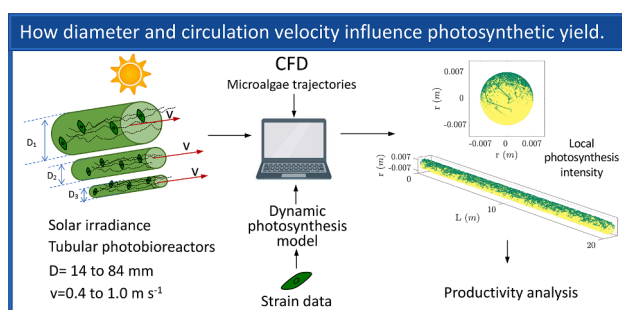 How diameter and circulation velocity influence photosynthetic yield.
CFD
Microalgae trajectories
D₁
D₂
D₃
V
V
V
Solar irradiance
Tubular photobioreactors
D= 14 to 84 mm
v=0.4 to 1.0 m s⁻¹
Dynamic
photosynthesis
model
Strain data
0.007
0
-0.007
r (m)
-0.007 0 0.007
r (m)
Local
photosynthesis
intensity
0.007
-0.007
r (m)
0
10
20
L (m)
Productivity analysis